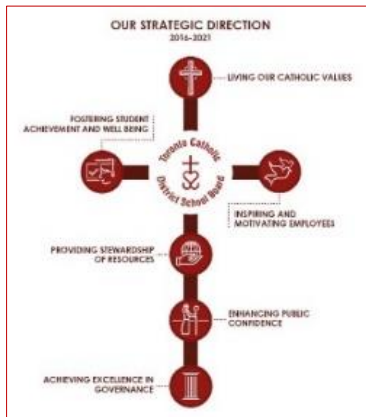 OUR STRATEGIC DIRECTION
2016-2021
LIVING OUR CATHOLIC VALUES
FOSTERING STUDENT
ACHIEVEMENT AND WELL BEING
Toronto Catholic
District School Board
INSPIRING AND
MOTIVATING EMPLOYEES
PROVIDING STEWARDSHIP
OF RESOURCES
ENHANCING PUBLIC
CONFIDENCE
ACHIEVING EXCELLENCE IN
GOVERNANCE